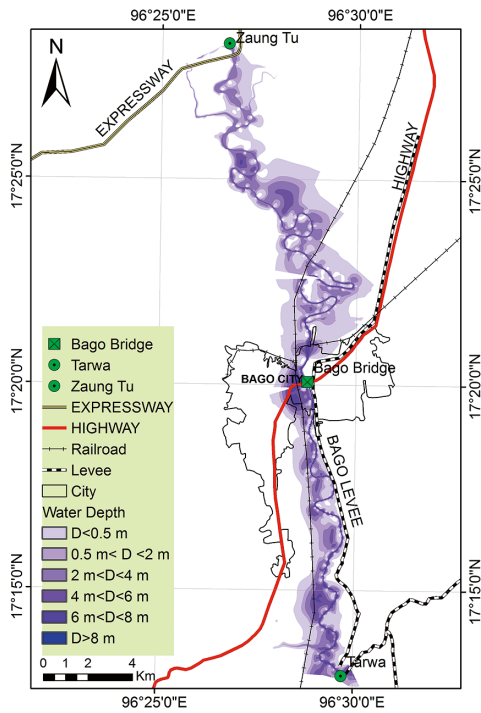 96°25'0"E
96°30'0"E
N
Zaung Tu
EXPRESSWAY
HIGHWAY
17°25'0"N
17°25'0"N
Bago Bridge
BAGO CITY
17°20'0"N
17°20'0"N
BAGO LEVEE
Bago Bridge
Tarwa
Zaung Tu
EXPRESSWAY
HIGHWAY
Railroad
Levee
City
Water Depth
D<0.5 m
0.5 m< D <2 m
2 m<D<4 m
4 m<D<6 m
6 m<D<8 m
D>8 m
0 1 2 4
Km
17°15'0"N
17°15'0"N
Tarwa
96°25'0"E
96°30'0"E